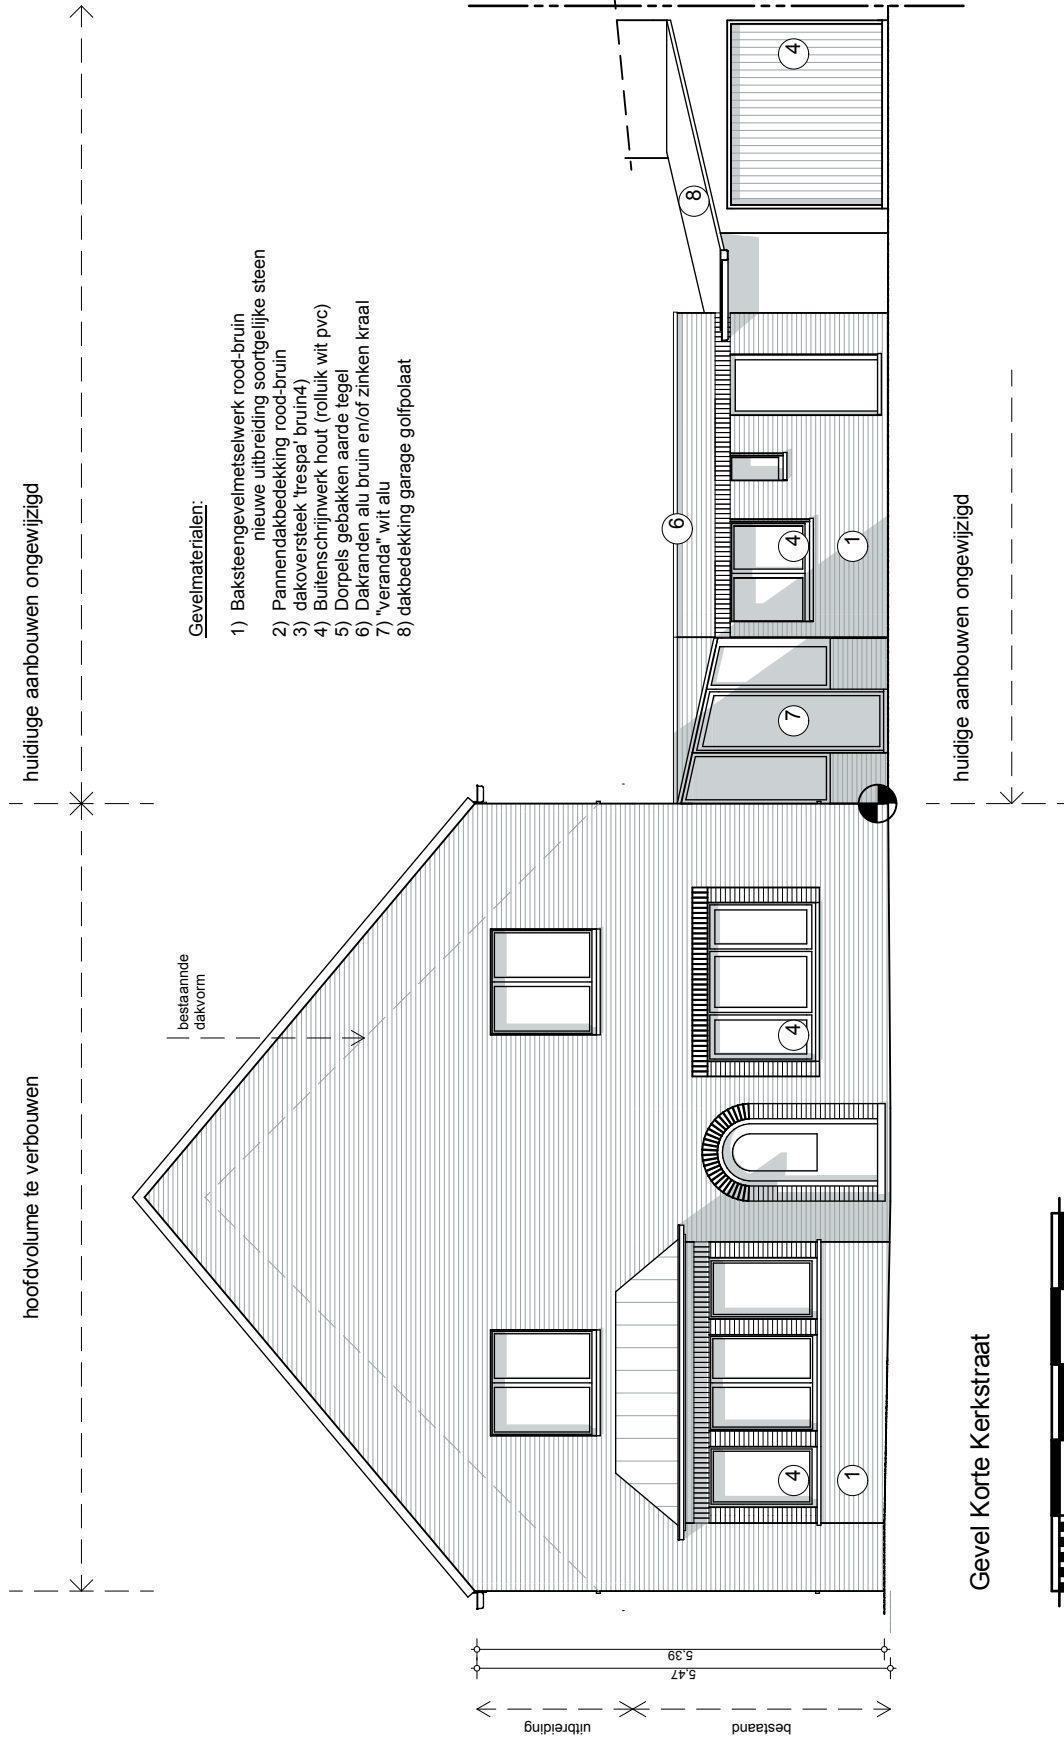 hoofdvolume te verbouwen
huidiuge aanbouwen ongewijzigd
bestaannde
dakvorm
Gevelmaterialen:
1) Baksteengevelmetselwerk rood-bruin
nieuwe uitbreiding soortgelijke steen
2) Pannendakbedekking rood-bruin
3) dakoversteek 'trespa' bruin4)
4) Buitenschrijnwerk hout (rolluik wit pvc)
5) Dorpels gebakken aarde tegel
6) Dakranden alu bruin en/of zinken kraal
7) "veranda" wit alu
8) dakbedekking garage golfpolaat
uitbreiding
bestaand
5.47
5.39
6
8
4
4
4
7
4
4
1
1
huidige aanbouwen ongewijzigd
Gevel Korte Kerkstraat